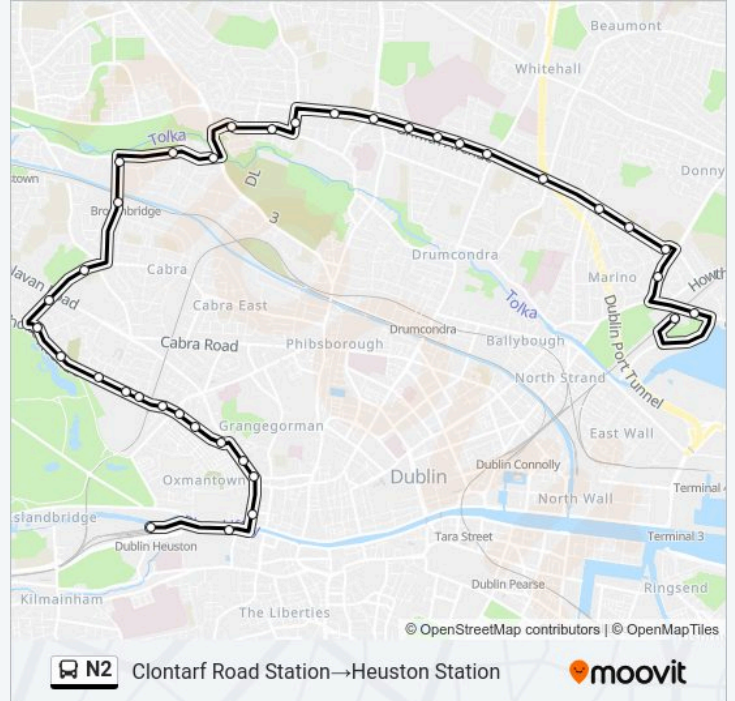 Beaumont
Whitehall
Tolka
Donny
town
DL
3
Broombridge
Drumcondra
Cabra
Marino
Howth
Navan Road
Tolka
Cabra East
Dublin Port Tunnel
Drumcondra
Cabra Road
Phibsborough
Ballybough
North Strand
Grangegorman
East Wall
Dublin Connolly
Oxmantown
Dublin
Terminal 4
North Wall
slandbridge
Dublin Heuston
Tara Street
Terminal 3
Dublin Pearse
Ringsend
Kilmainham
The Liberties
© OpenStreetMap contributors | © OpenMapTiles
N2 Clontarf Road Station→Heuston Station
moovit